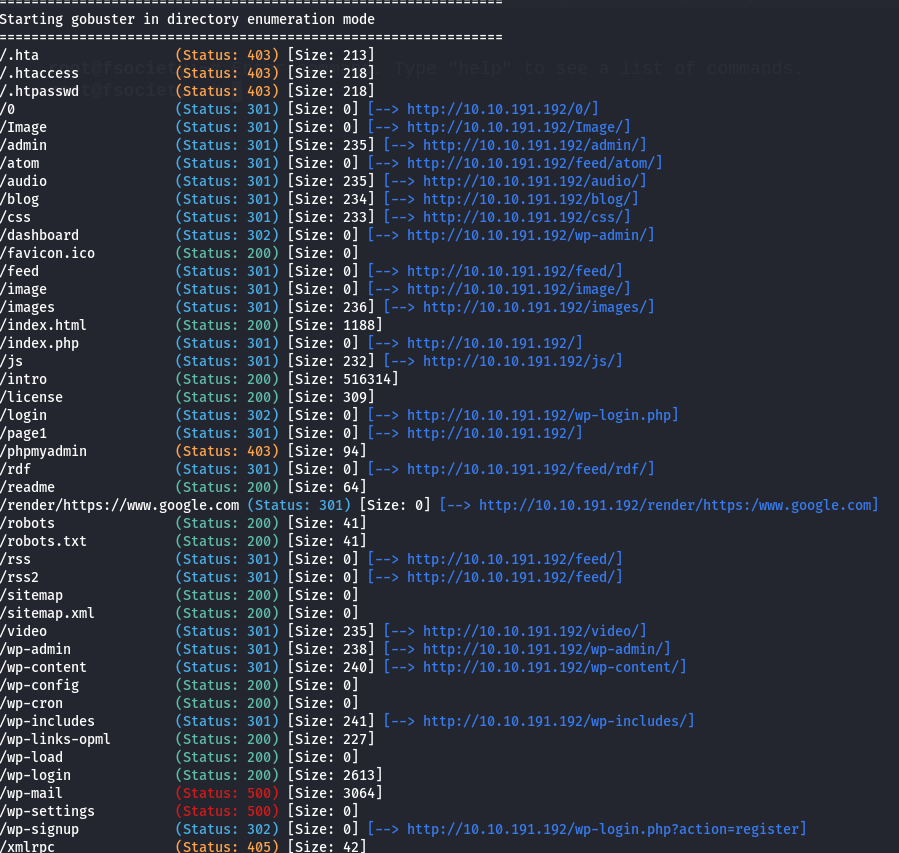 ===============================================================
Starting gobuster in directory enumeration mode
===============================================================
/.hta                 (Status: 403) [Size: 213]
/.htaccess            (Status: 403) [Size: 218]
/.htpasswd            (Status: 403) [Size: 218]
/0                    (Status: 301) [Size: 0] [--> http://10.10.191.192/0/]
/Image                (Status: 301) [Size: 0] [--> http://10.10.191.192/Image/]
/admin                (Status: 301) [Size: 235] [--> http://10.10.191.192/admin/]
/atom                 (Status: 301) [Size: 0] [--> http://10.10.191.192/feed/atom/]
/audio                (Status: 301) [Size: 235] [--> http://10.10.191.192/audio/]
/blog                 (Status: 301) [Size: 234] [--> http://10.10.191.192/blog/]
/css                  (Status: 301) [Size: 233] [--> http://10.10.191.192/css/]
/dashboard            (Status: 302) [Size: 0] [--> http://10.10.191.192/wp-admin/]
/favicon.ico          (Status: 200) [Size: 0]
/feed                 (Status: 301) [Size: 0] [--> http://10.10.191.192/feed/]
/image                (Status: 301) [Size: 0] [--> http://10.10.191.192/image/]
/images               (Status: 301) [Size: 236] [--> http://10.10.191.192/images/]
/index.html           (Status: 200) [Size: 1188]
/index.php            (Status: 301) [Size: 0] [--> http://10.10.191.192/]
/js                   (Status: 301) [Size: 232] [--> http://10.10.191.192/js/]
/intro                (Status: 200) [Size: 516314]
/license              (Status: 200) [Size: 309]
/login                (Status: 302) [Size: 0] [--> http://10.10.191.192/wp-login.php]
/page1                (Status: 301) [Size: 0] [--> http://10.10.191.192/]
/phpmyadmin           (Status: 403) [Size: 94]
/rdf                  (Status: 301) [Size: 0] [--> http://10.10.191.192/feed/rdf/]
/readme               (Status: 200) [Size: 64]
/render/https://www.google.com (Status: 301) [Size: 0] [--> http://10.10.191.192/render/https:/www.google.com]
/robots               (Status: 200) [Size: 41]
/robots.txt           (Status: 200) [Size: 41]
/rss                  (Status: 301) [Size: 0] [--> http://10.10.191.192/feed/]
/rss2                 (Status: 301) [Size: 0] [--> http://10.10.191.192/feed/]
/sitemap              (Status: 200) [Size: 0]
/sitemap.xml          (Status: 200) [Size: 0]
/video                (Status: 301) [Size: 235] [--> http://10.10.191.192/video/]
/wp-admin             (Status: 301) [Size: 238] [--> http://10.10.191.192/wp-admin/]
/wp-content           (Status: 301) [Size: 240] [--> http://10.10.191.192/wp-content/]
/wp-config            (Status: 200) [Size: 0]
/wp-cron              (Status: 200) [Size: 0]
/wp-includes          (Status: 301) [Size: 241] [--> http://10.10.191.192/wp-includes/]
/wp-links-opml        (Status: 200) [Size: 227]
/wp-load              (Status: 200) [Size: 0]
/wp-login             (Status: 200) [Size: 2613]
/wp-mail              (Status: 500) [Size: 3064]
/wp-settings          (Status: 500) [Size: 0]
/wp-signup            (Status: 302) [Size: 0] [--> http://10.10.191.192/wp-login.php?action=register]
/xmlrpc               (Status: 405) [Size: 42]